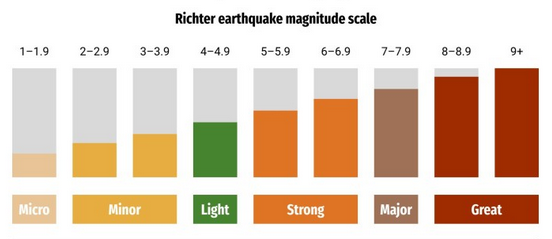 Richter earthquake magnitude scale
1–1.9 2–2.9 3–3.9 4–4.9 5–5.9 6–6.9 7–7.9 8–8.9 9+
Micro Minor Light Strong Major Great